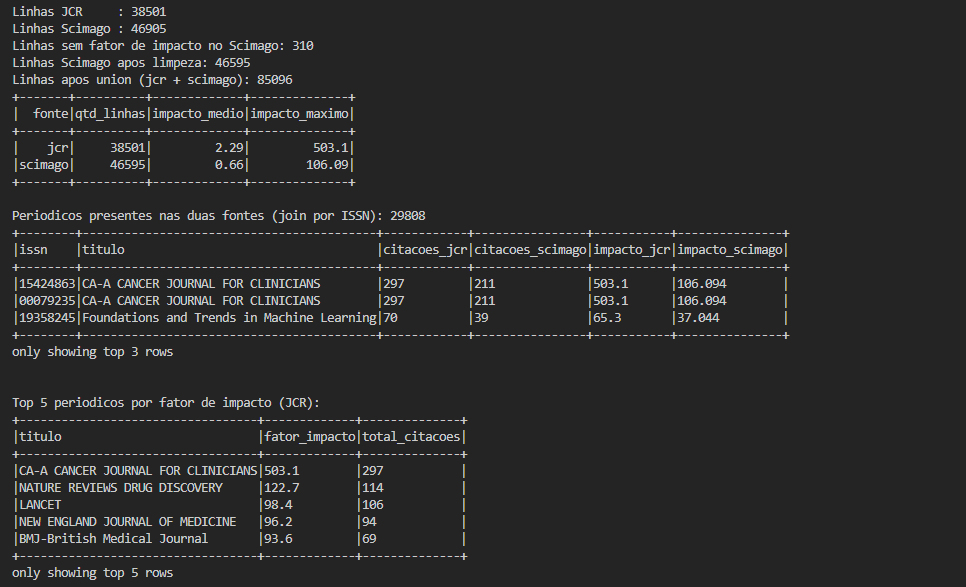 Linhas JCR     : 38501
Linhas Scimago : 46905
Linhas sem fator de impacto no Scimago: 310
Linhas Scimago apos limpeza: 46595
Linhas apos union (jcr + scimago): 85096
+-------+----------+-------------+--------------+
|  fonte|qtd_linhas|impacto_medio|impacto_maximo|
+-------+----------+-------------+--------------+
|    jcr|     38501|         2.29|         503.1|
|scimago|     46595|         0.66|        106.09|
+-------+----------+-------------+--------------+
Periodicos presentes nas duas fontes (join por ISSN): 29808
+--------+----------------------------------------+------------+----------------+-----------+---------------+
|issn    |titulo                                  |citacoes_jcr|citacoes_scimago|impacto_jcr|impacto_scimago|
+--------+----------------------------------------+------------+----------------+-----------+---------------+
|15424863|CA-A CANCER JOURNAL FOR CLINICIANS      |297         |211             |503.1      |106.094        |
|00079235|CA-A CANCER JOURNAL FOR CLINICIANS      |297         |211             |503.1      |106.094        |
|19358245|Foundations and Trends in Machine Learning|70          |39              |65.3       |37.044         |
+--------+----------------------------------------+------------+----------------+-----------+---------------+
only showing top 3 rows
Top 5 periodicos por fator de impacto (JCR):
+----------------------------------+-------------+--------------+
|titulo                            |fator_impacto|total_citacoes|
+----------------------------------+-------------+--------------+
|CA-A CANCER JOURNAL FOR CLINICIANS|503.1        |297           |
|NATURE REVIEWS DRUG DISCOVERY     |122.7        |114           |
|LANCET                            |98.4         |106           |
|NEW ENGLAND JOURNAL OF MEDICINE   |96.2         |94            |
|BMJ-British Medical Journal       |93.6         |69            |
+----------------------------------+-------------+--------------+
only showing top 5 rows